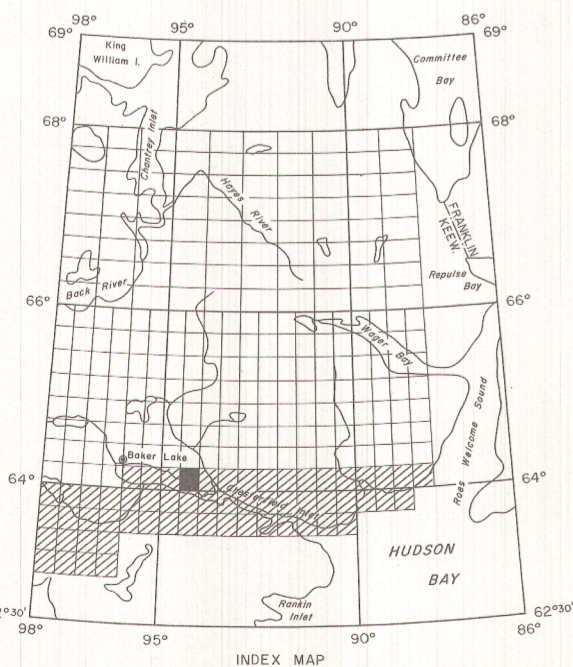 98° 95° 90° 86°
69° 69°
King
William I.
Committee
Bay
68° 68°
Chantrey Inlet
Hayes
River
FRANKLIN
KEEW.
Back River
Repulse
Bay
66° 66°
Wager Bay
Roes Welcome Sound
Baker Lake
64° 64°
Chesterfield Inlet
HUDSON
BAY
Rankin
Inlet
2°30' 62°30'
98° 95° 90° 86°
INDEX MAP